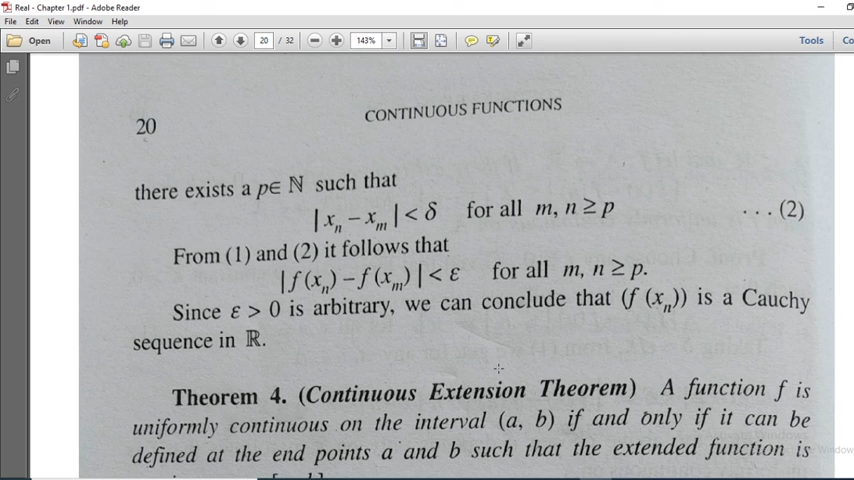 Real - Chapter 1.pdf - Adobe Reader
File Edit View Window Help
Open 20 / 32 143% Tools
20 CONTINUOUS FUNCTIONS
there exists a p∈ ℕ such that
|xₙ − xₘ| < δ for all m, n ≥ p . . . (2)
From (1) and (2) it follows that
|f(xₙ) − f(xₘ)| < ε for all m, n ≥ p.
Since ε > 0 is arbitrary, we can conclude that (f (xₙ)) is a Cauchy
sequence in ℝ.
Theorem 4. (Continuous Extension Theorem) A function f is
uniformly continuous on the interval (a, b) if and only if it can be
defined at the end points a and b such that the extended function is